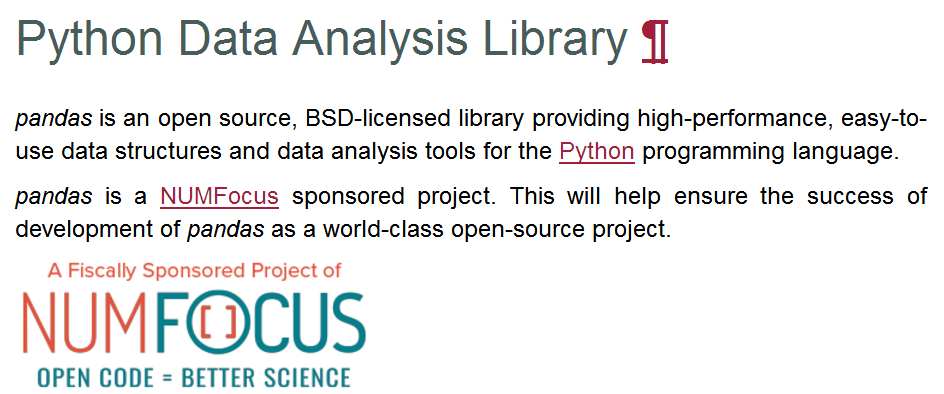 Python Data Analysis Library ¶
pandas is an open source, BSD-licensed library providing high-performance, easy-to-
use data structures and data analysis tools for the Python programming language.
pandas is a NUMFocus sponsored project. This will help ensure the success of
development of pandas as a world-class open-source project.
A Fiscally Sponsored Project of
NUMFOCUS
OPEN CODE = BETTER SCIENCE